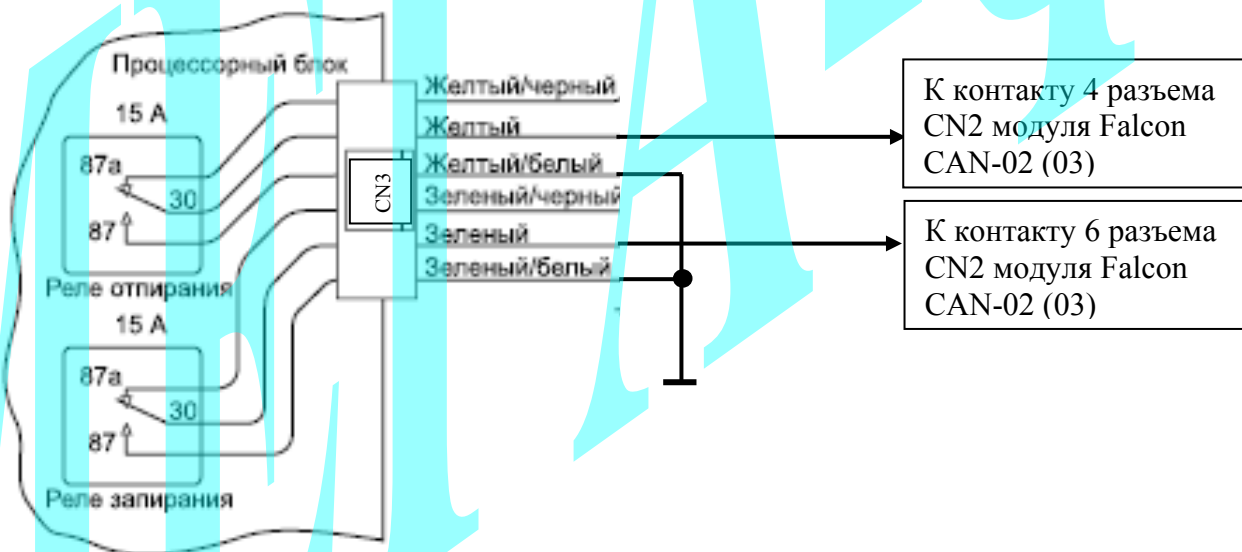 Процессорный блок
15 А
87а
30
87
Реле отпирания
15 А
87а
30
87
Реле запирания
CN3
Желтый/черный
Желтый
Желтый/белый
Зеленый/черный
Зеленый
Зеленый/белый
К контакту 4 разъема
CN2 модуля Falcon
CAN-02 (03)
К контакту 6 разъема
CN2 модуля Falcon
CAN-02 (03)